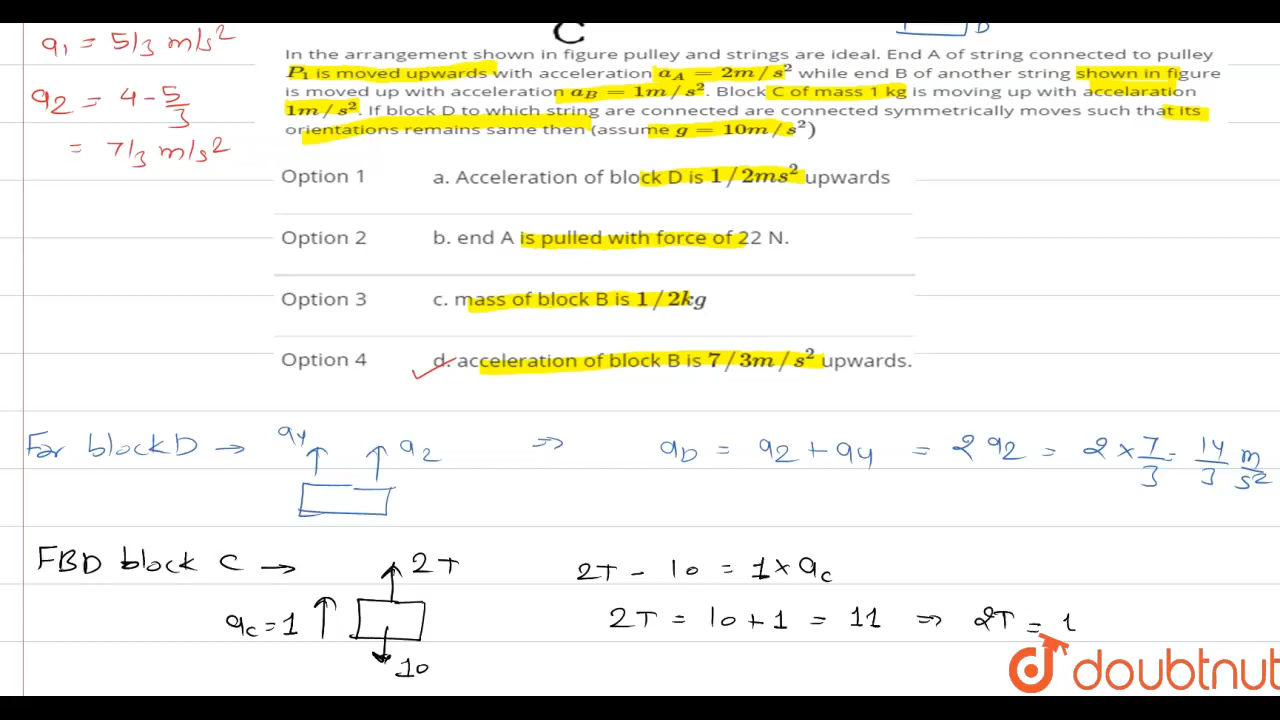 a1 = 5/3 m/s²
a2 = 4 - 5/3
= 7/3 m/s²
C
D
In the arrangement shown in figure pulley and strings are ideal. End A of string connected to pulley
P₁ is moved upwards with acceleration a_A = 2m/s² while end B of another string shown in figure
is moved up with acceleration a_B = 1m/s². Block C of mass 1 kg is moving up with accelaration
1m/s². If block D to which string are connected are connected symmetrically moves such that its
orientations remains same then (assume g = 10m/s²)
Option 1 a. Acceleration of block D is 1/2ms² upwards
Option 2 b. end A is pulled with force of 22 N.
Option 3 c. mass of block B is 1/2kg
Option 4 d. acceleration of block B is 7/3m/s² upwards.
For block D → a4 a2 ⇒ aD = a2 + a4 = 2 a2 = 2 × 7/3 = 14/3 m/s²
FBD block C → 2T 2T - 10 = 1 × ac
ac = 1 2T = 10 + 1 = 11 ⇒ 2T = 1
10
doubtnut